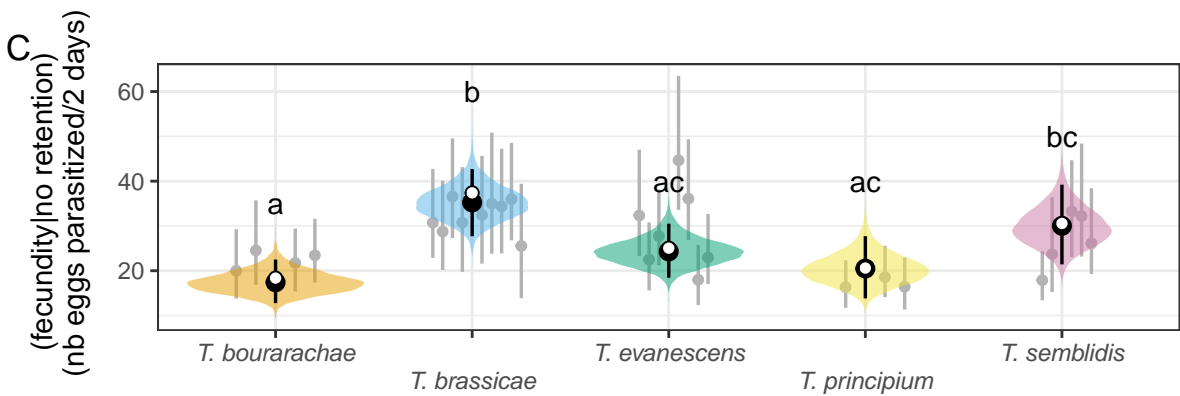 C
(fecundity|no retention)
(nb eggs parasitized/2 days)
60
40
20
a
b
ac
ac
bc
T. bourarachae
T. brassicae
T. evanescens
T. principium
T. semblidis